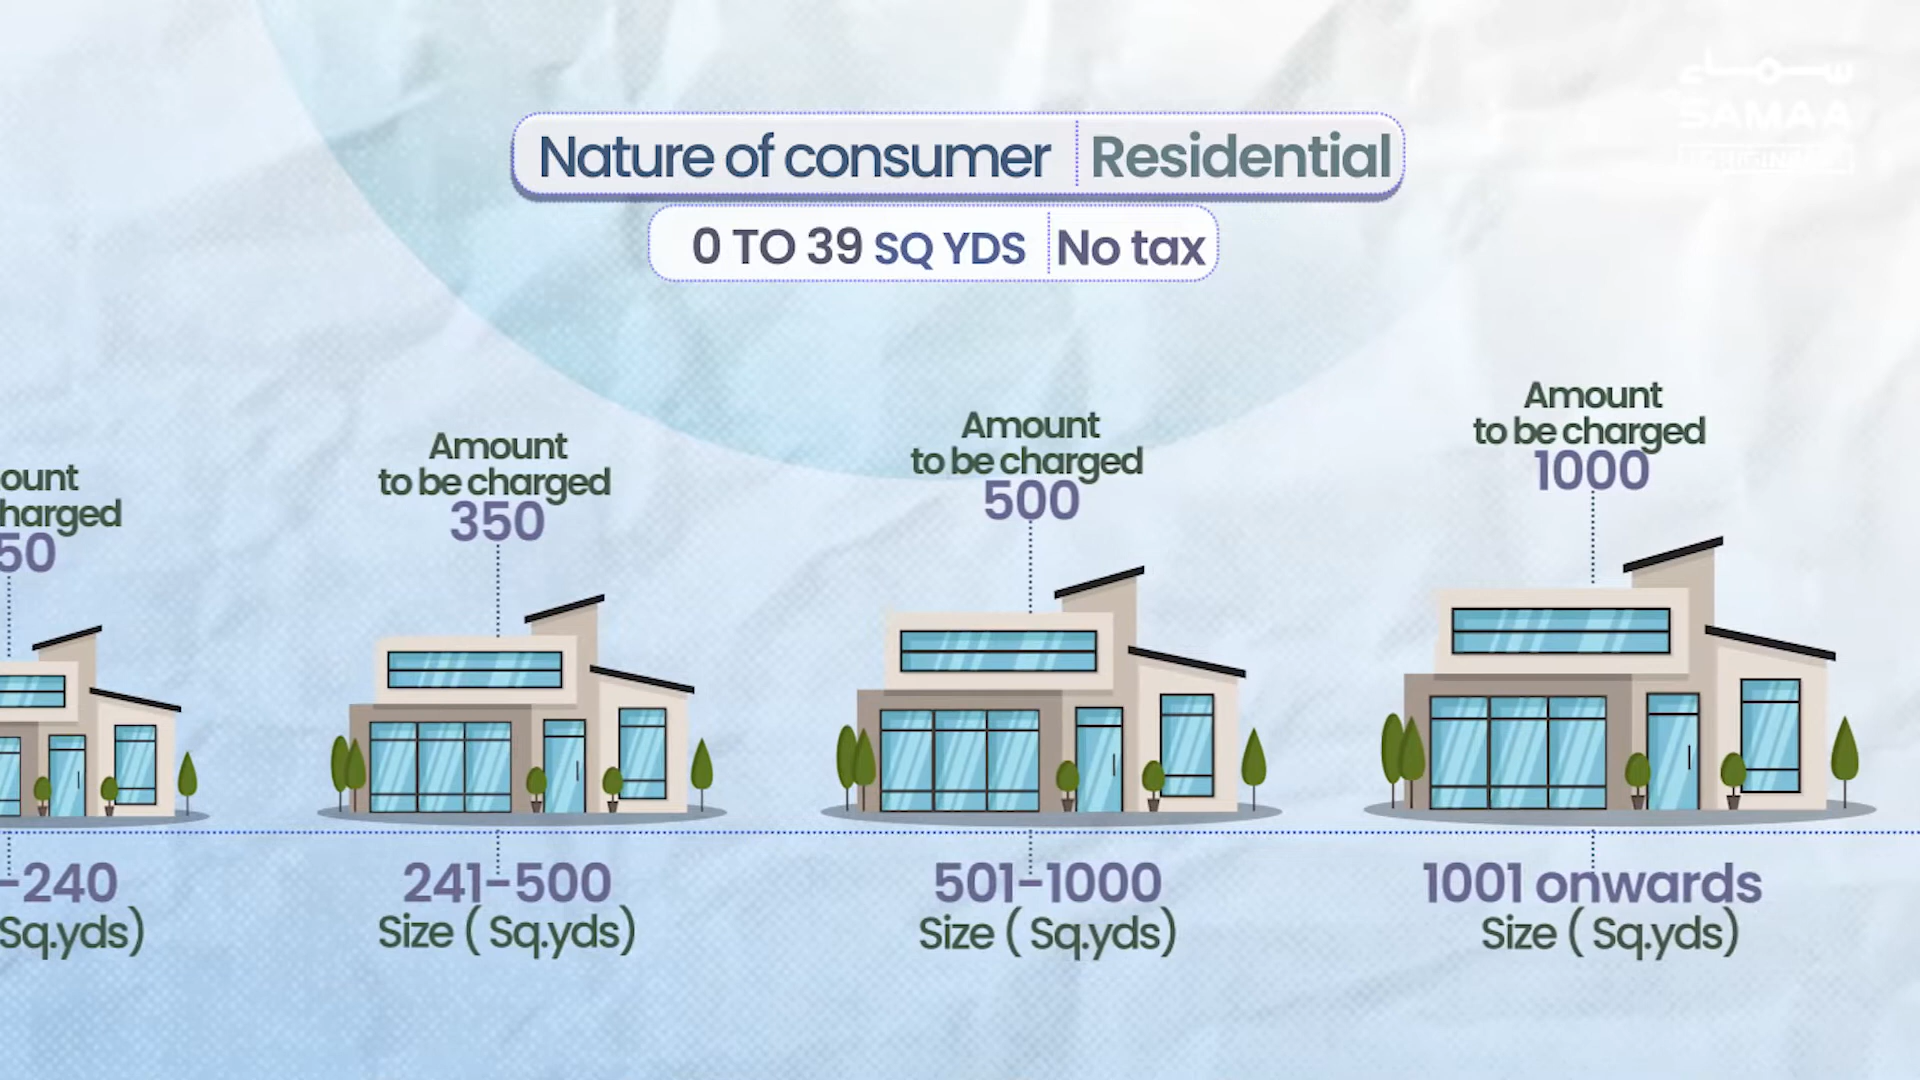 سماء
SAMAA
ORIGINALS
Nature of consumer Residential
0 TO 39 SQ YDS No tax
ount
harged
50
-240
Sq.yds)
Amount
to be charged
350
241-500
Size ( Sq.yds)
Amount
to be charged
500
501-1000
Size ( Sq.yds)
Amount
to be charged
1000
1001 onwards
Size ( Sq.yds)